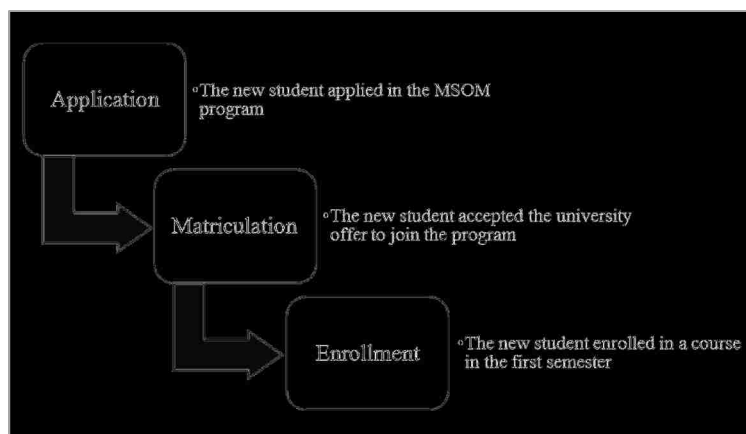 Application
◦The new student applied in the MSOM
program
Matriculation
◦The new student accepted the university
offer to join the program
Enrollment
◦The new student enrolled in a course
in the first semester